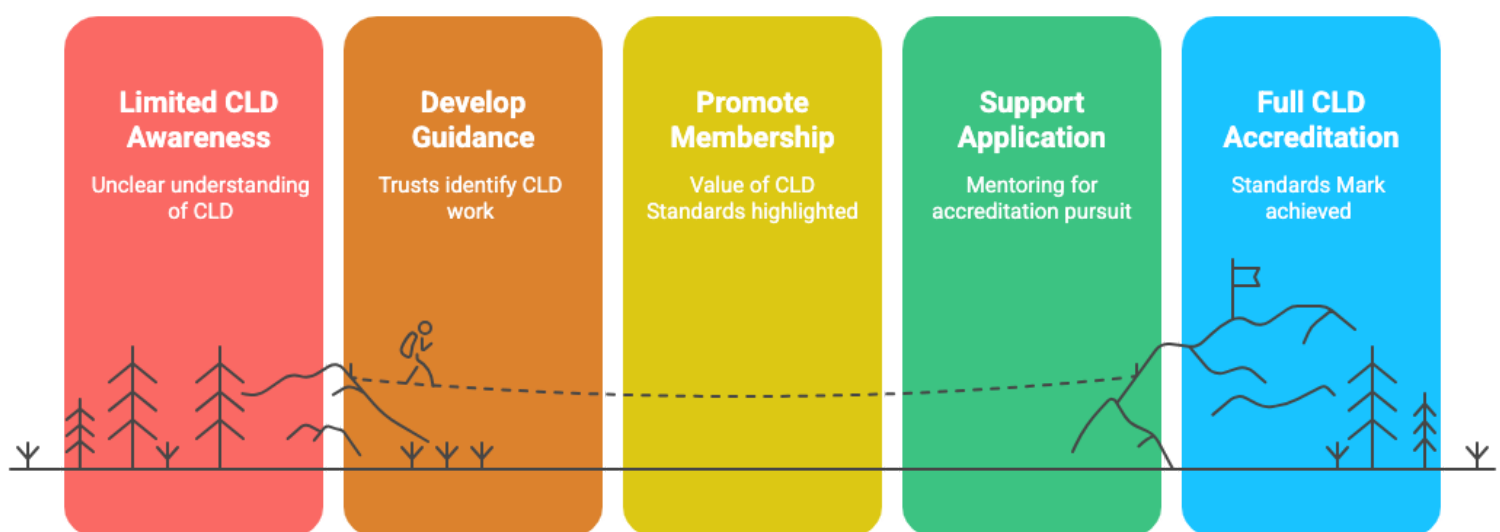 Limited CLD
Awareness
Unclear understanding
of CLD
Develop
Guidance
Trusts identify CLD
work
Promote
Membership
Value of CLD
Standards highlighted
Support
Application
Mentoring for
accreditation pursuit
Full CLD
Accreditation
Standards Mark
achieved